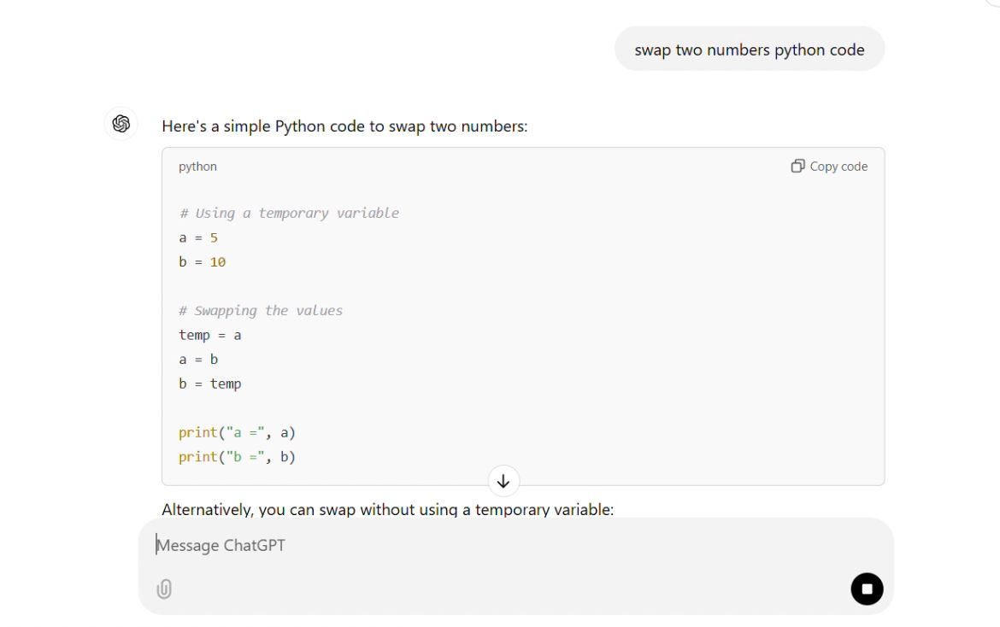 swap two numbers python code
Here's a simple Python code to swap two numbers:
python
Copy code
# Using a temporary variable
a = 5
b = 10
# Swapping the values
temp = a
a = b
b = temp
print("a =", a)
print("b =", b)
Alternatively, you can swap without using a temporary variable:
Message ChatGPT